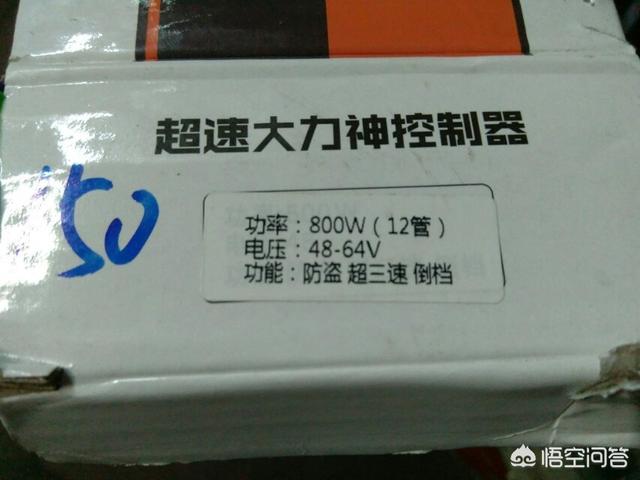 超速大力神控制器
150
功率：800W（12管）
电压：48-64V
功能：防盗 超三速 倒档
悟空问答